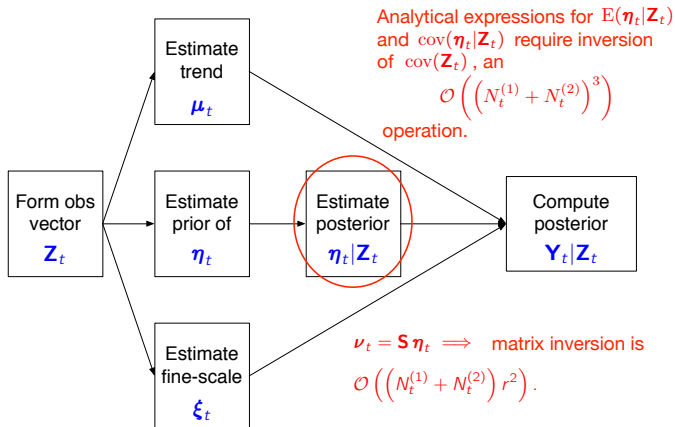 Analytical expressions for E(η_t|Z_t)
and cov(η_t|Z_t) require inversion
of cov(Z_t) , an
𝒪((N_t^(1) + N_t^(2))^3)
operation.
Estimate
trend
μ_t
Form obs
vector
Z_t
Estimate
prior of
η_t
Estimate
posterior
η_t|Z_t
Compute
posterior
Y_t|Z_t
Estimate
fine-scale
ξ_t
ν_t = S η_t ⟹ matrix inversion is
𝒪((N_t^(1) + N_t^(2)) r^2) .